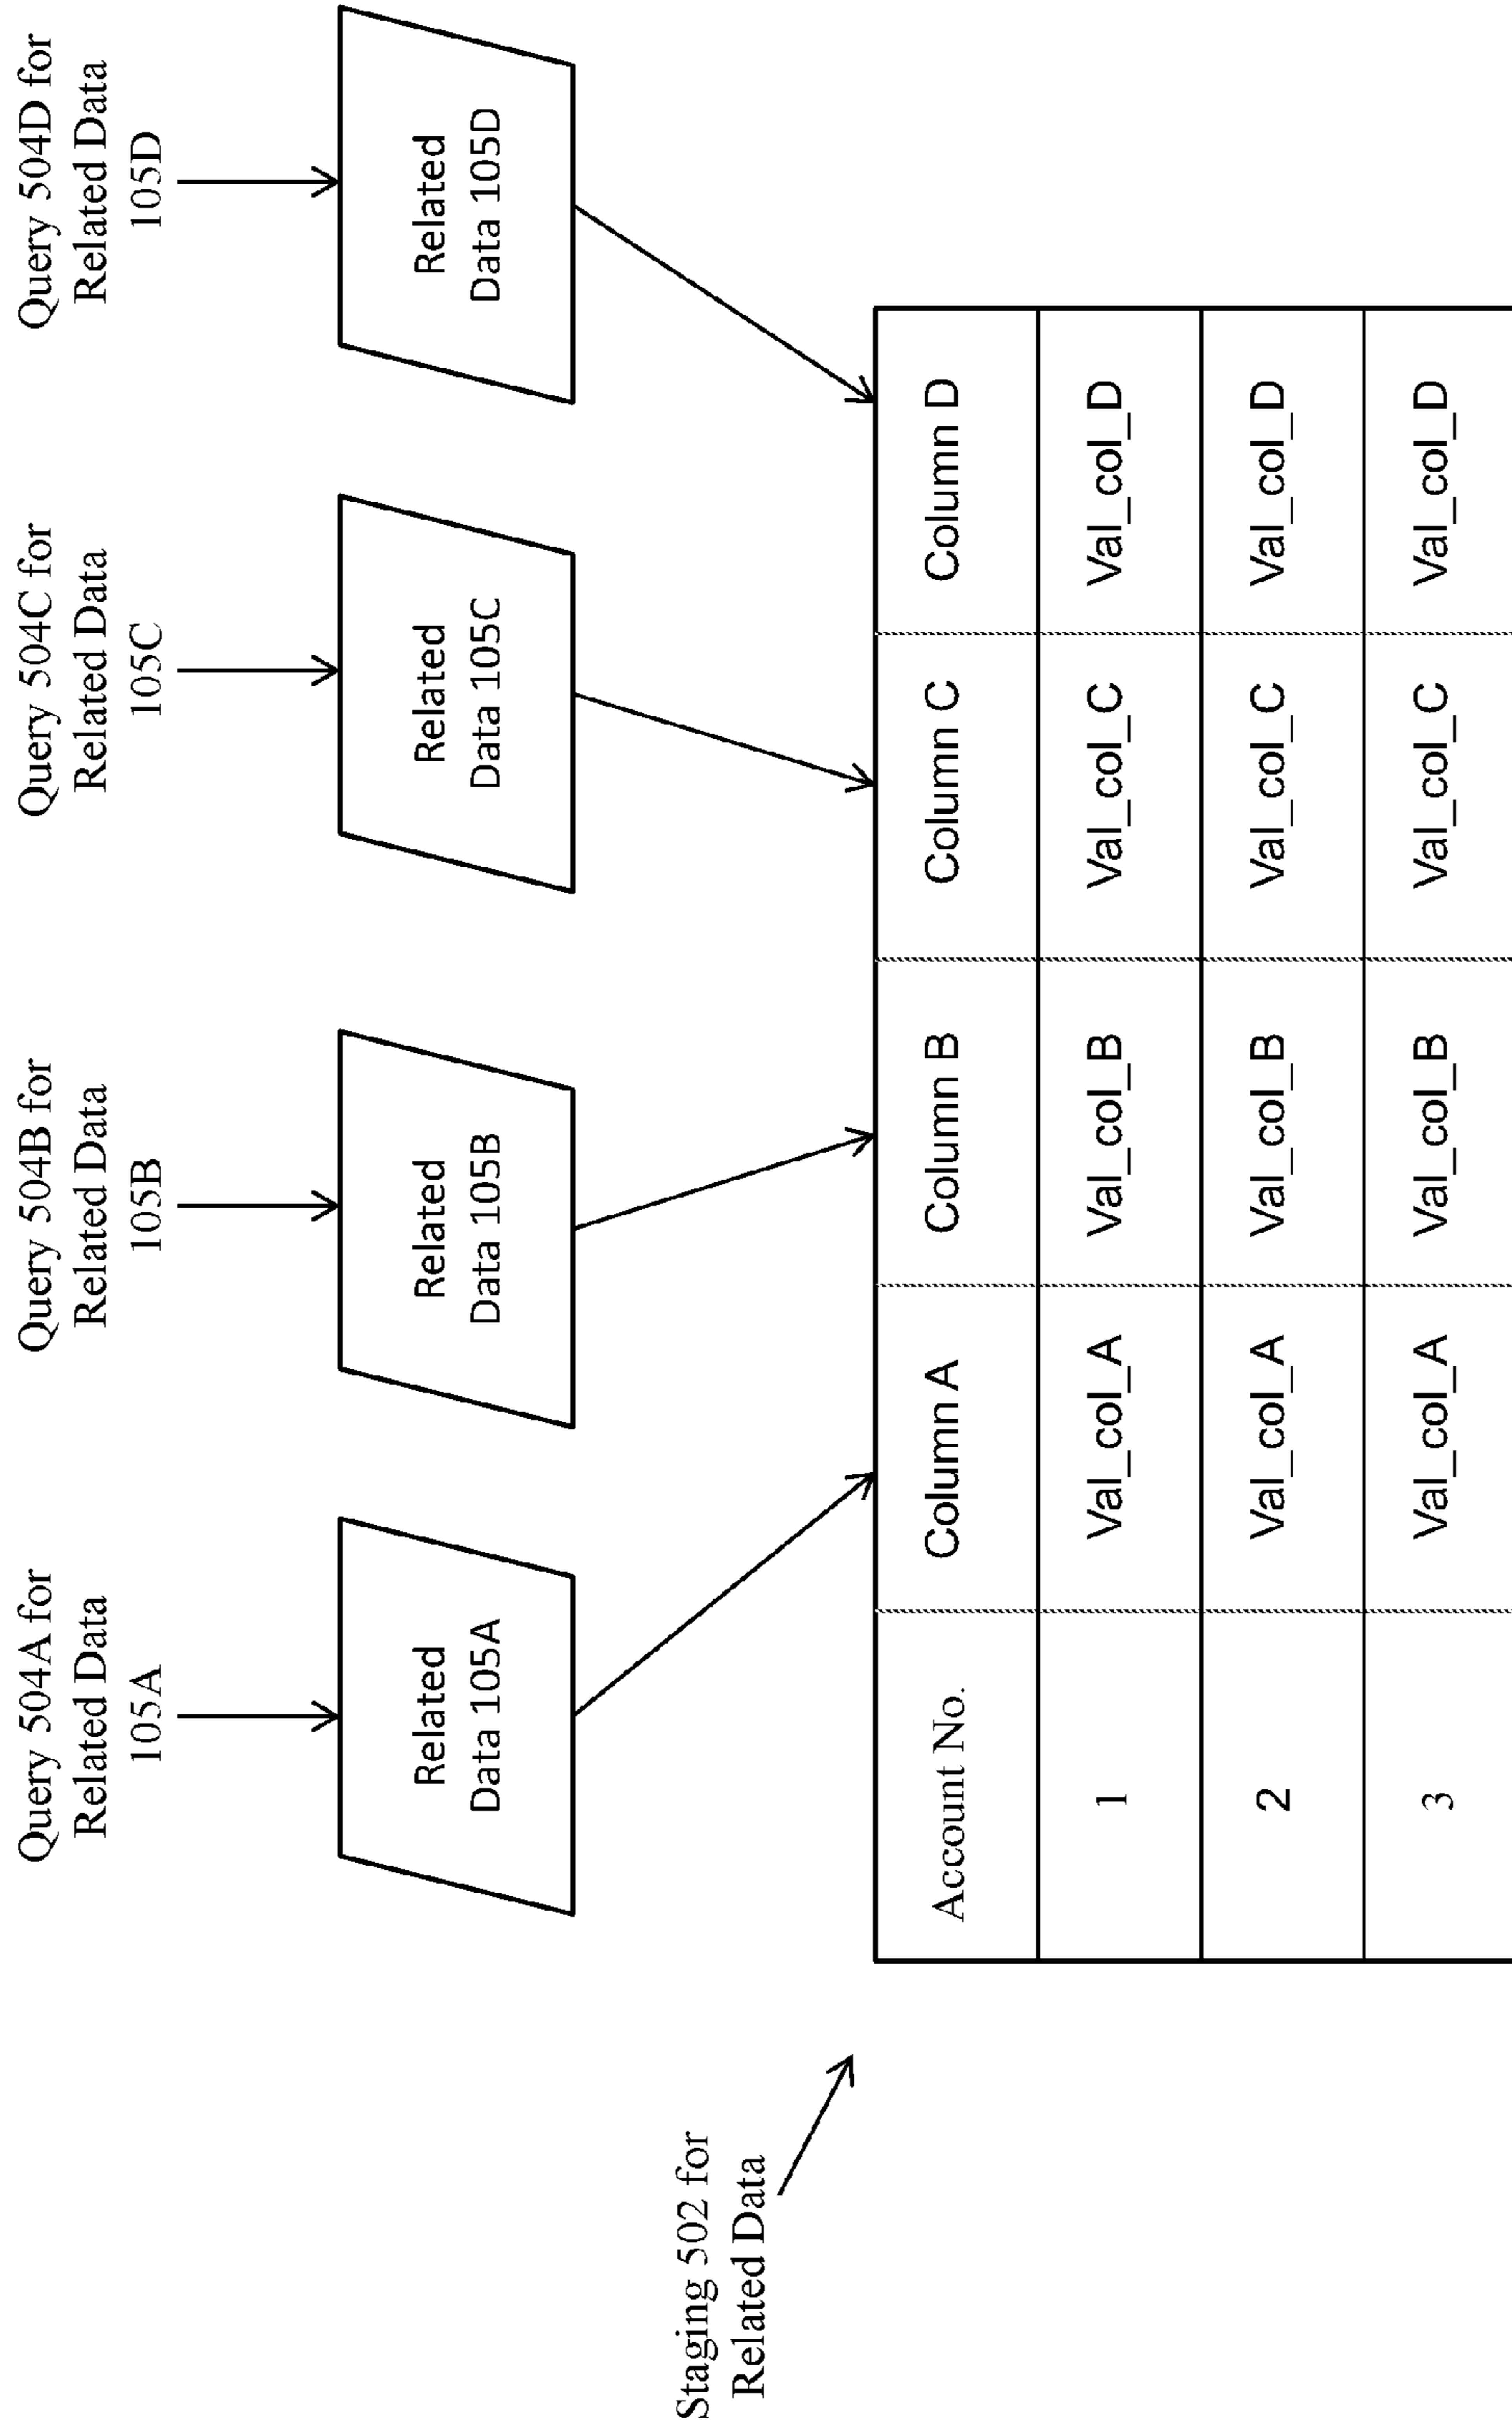 Query 504A for
Related Data
105A
Query 504B for
Related Data
105B
Query 504C for
Related Data
105C
Query 504D for
Related Data
105D
Related
Data 105A
Related
Data 105B
Related
Data 105C
Related
Data 105D
Staging 502 for
Related Data
Account No. Column A Column B Column C Column D
1 Val_col_A Val_col_B Val_col_C Val_col_D
2 Val_col_A Val_col_B Val_col_C Val_col_D
3 Val_col_A Val_col_B Val_col_C Val_col_D